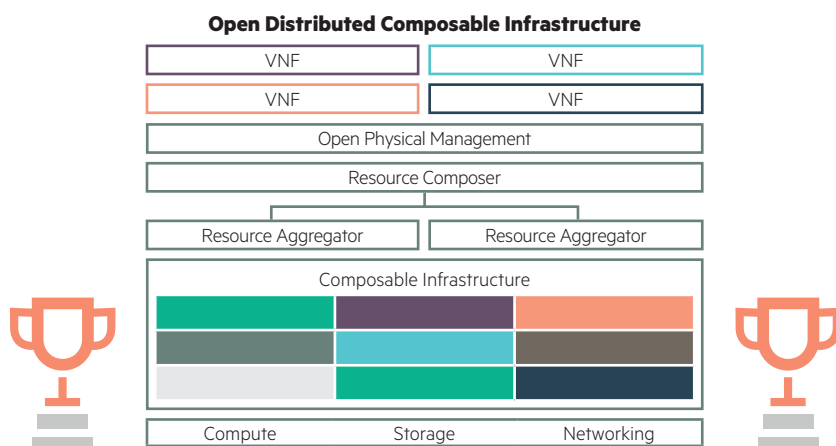 Open Distributed Composable Infrastructure
VNF VNF
VNF VNF
Open Physical Management
Resource Composer
Resource Aggregator Resource Aggregator
Composable Infrastructure
Compute Storage Networking